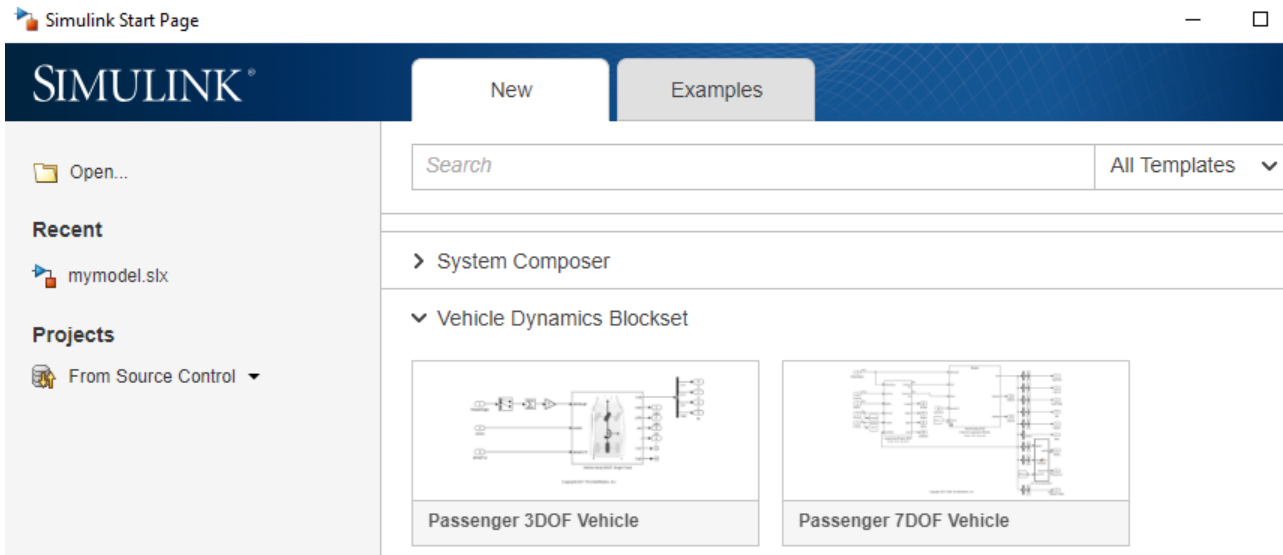 Simulink Start Page
SIMULINK®
New
Examples
Open...
Search
All Templates
Recent
mymodel.slx
System Composer
Projects
Vehicle Dynamics Blockset
From Source Control
Passenger 3DOF Vehicle
Passenger 7DOF Vehicle